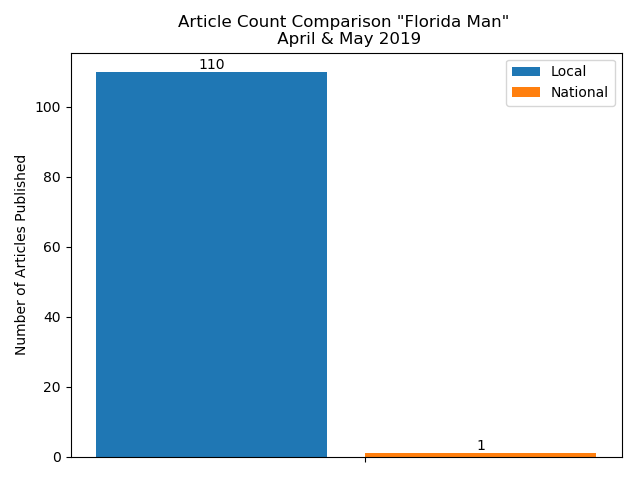 Article Count Comparison "Florida Man"
April & May 2019
110
Local
National
100
80
60
40
20
0
1
Number of Articles Published